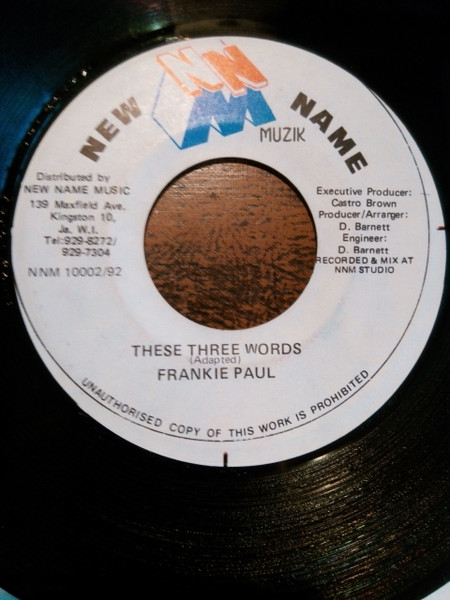 NEW NAME
NN
M
MUZIK
Distributed by
NEW NAME MUSIC
139 Maxfield Ave.
Kingston 10,
Ja. W.I.
Tel:929-8272/
929-7304
NNM 10002/92
Executive Producer:
Castro Brown
Producer/Arranger:
D. Barnett
Engineer:
D. Barnett
RECORDED & MIX AT
NNM STUDIO
THESE THREE WORDS
(Adapted)
FRANKIE PAUL
UNAUTHORISED COPY OF THIS WORK IS PROHIBITED